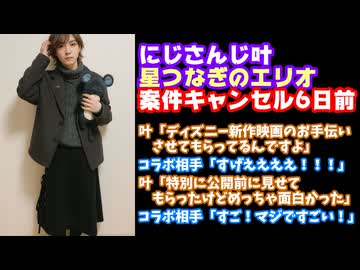 にじさんじ叶
星つなぎのエリオ
案件キャンセル6日前
叶「ディズニー新作映画のお手伝い
させてもらってるんですよ」
コラボ相手「すげえええええ！！！」
叶「特別に公開前に見せて
もらったけどめっちゃ面白かった」
コラボ相手「すご！マジですごい！」